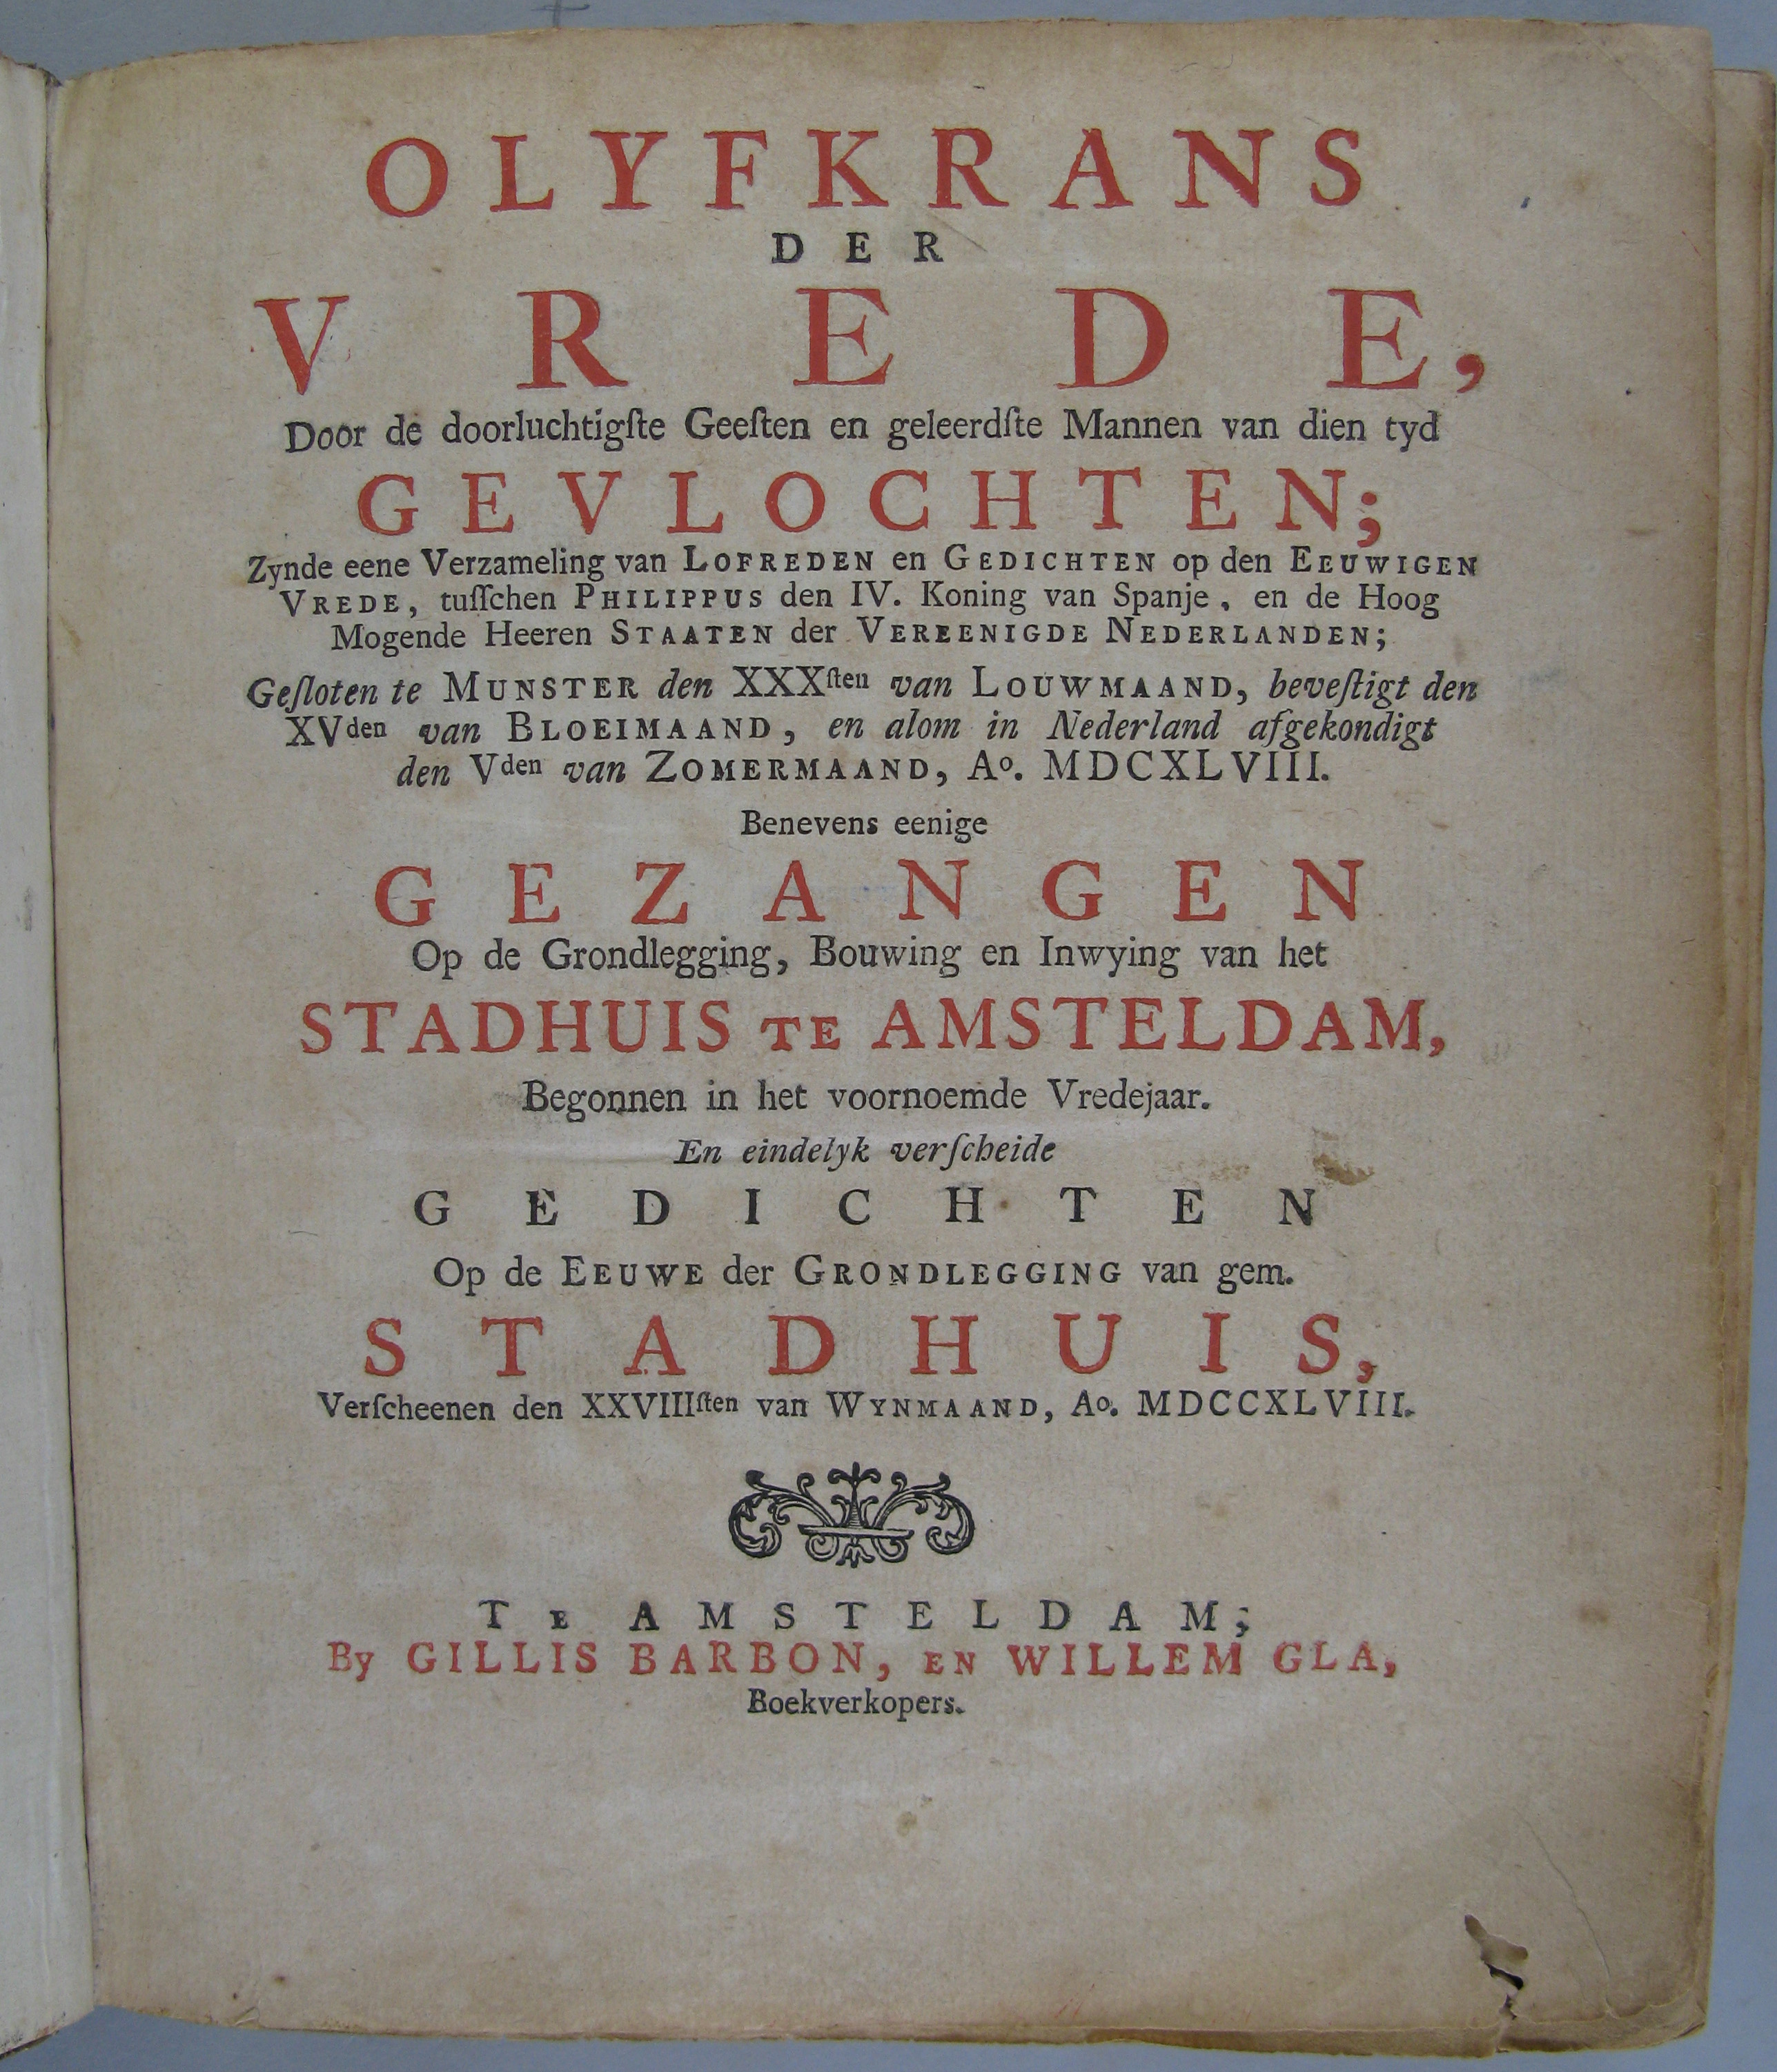 OLYFKRANS
DER
VREDE,
Door de doorluchtigſte Geeſten en geleerdſte Mannen van dien tyd
GEVLOCHTEN;
Zynde eene Verzameling van LOFREDEN en GEDICHTEN op den EEUWIGEN
VREDE, tuſſchen PHILIPPUS den IV. Koning van Spanje, en de Hoog
Mogende Heeren STAATEN der VEREENIGDE NEDERLANDEN;
Geſloten te MUNSTER den XXXſten van LOUWMAAND, beveſtigt den
XVden van BLOEIMAAND, en alom in Nederland afgekondigt
den Vden van ZOMERMAAND, Ao. MDCXLVIII.
Benevens eenige
GEZANGEN
Op de Grondlegging, Bouwing en Inwying van het
STADHUIS TE AMSTELDAM,
Begonnen in het voornoemde Vredejaar.
En eindelyk verſcheide
GEDICHTEN
Op de EEUWE der GRONDLEGGING van gem.
STADHUIS,
Verſcheenen den XXVIIIſten van WYNMAAND, Ao. MDCCXLVIII.
TE AMSTELDAM;
By GILLIS BARBON, EN WILLEM GLA,
Boekverkopers.